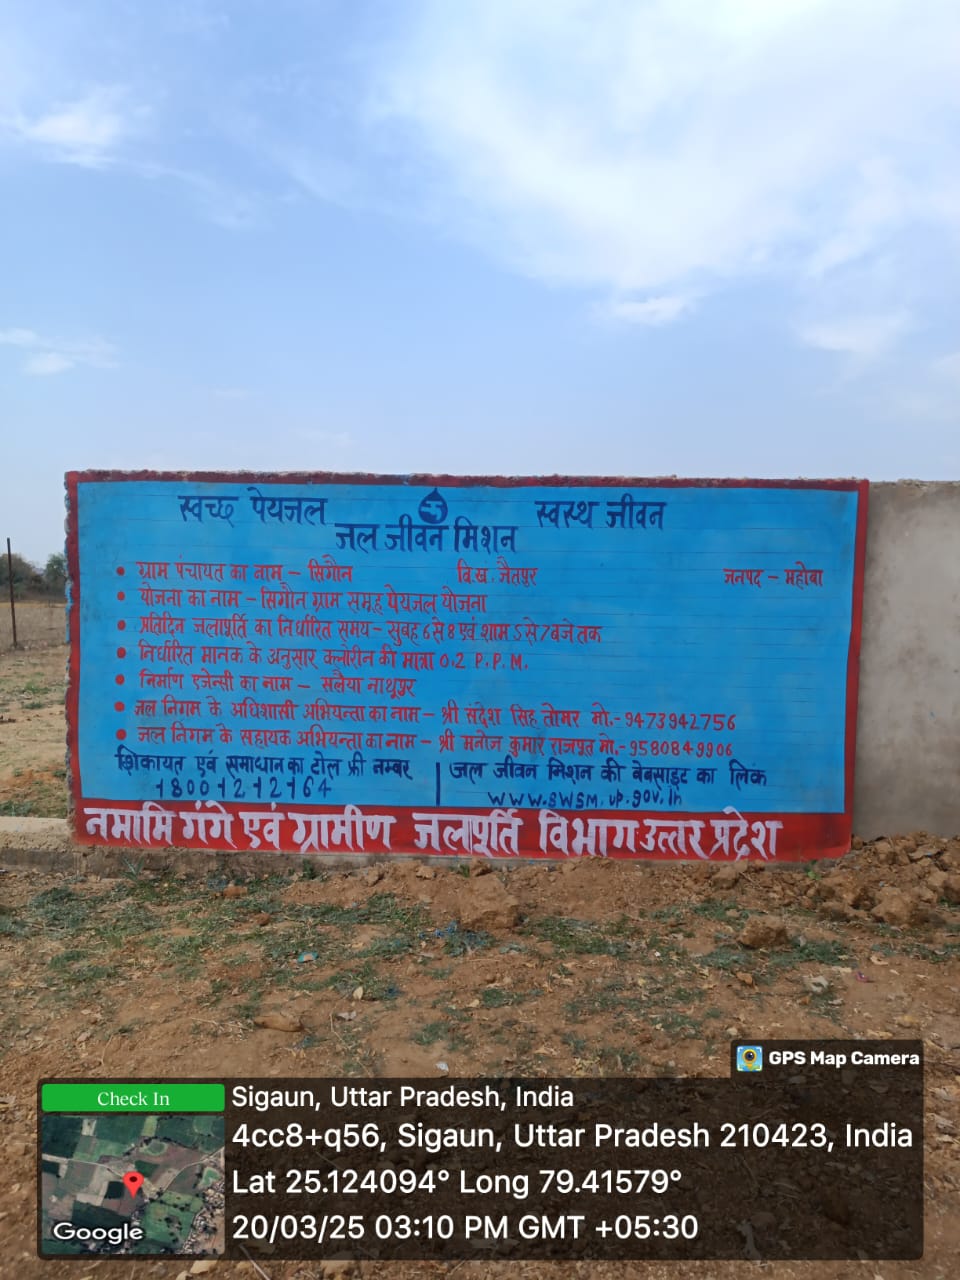 स्वच्छ पेयजल स्वस्थ जीवन
जल जीवन मिशन
• ग्राम पंचायत का नाम – सिगौन वि.ख. जैतपुर जनपद – महोबा
• योजना का नाम – सिगौन ग्राम समूह पेयजल योजना
• प्रतिदिन जलापूर्ति का निर्धारित समय – सुबह 6 से 8 एवं शाम 5 से 7 बजे तक
• निर्धारित मानक के अनुसार क्लोरीन की मात्रा 0.2 P.P.M.
• निर्माण एजेन्सी का नाम – सलैया नाथूपुर
• जल निगम के अधिशासी अभियन्ता का नाम – श्री संदेश सिह तोमर मो.- 9473942756
• जल निगम के सहायक अभियन्ता का नाम – श्री मनोज कुमार राजपूत मो.- 9580849906
शिकायत एवं समाधान का टोल फ्री नम्बर
18001212164
जल जीवन मिशन की वेबसाइट का लिंक
www.swsm.up.gov.in
नमामि गंगे एवं ग्रामीण जलापूर्ति विभाग उत्तर प्रदेश
GPS Map Camera
Check In
Google
Sigaun, Uttar Pradesh, India
4cc8+q56, Sigaun, Uttar Pradesh 210423, India
Lat 25.124094° Long 79.41579°
20/03/25 03:10 PM GMT +05:30